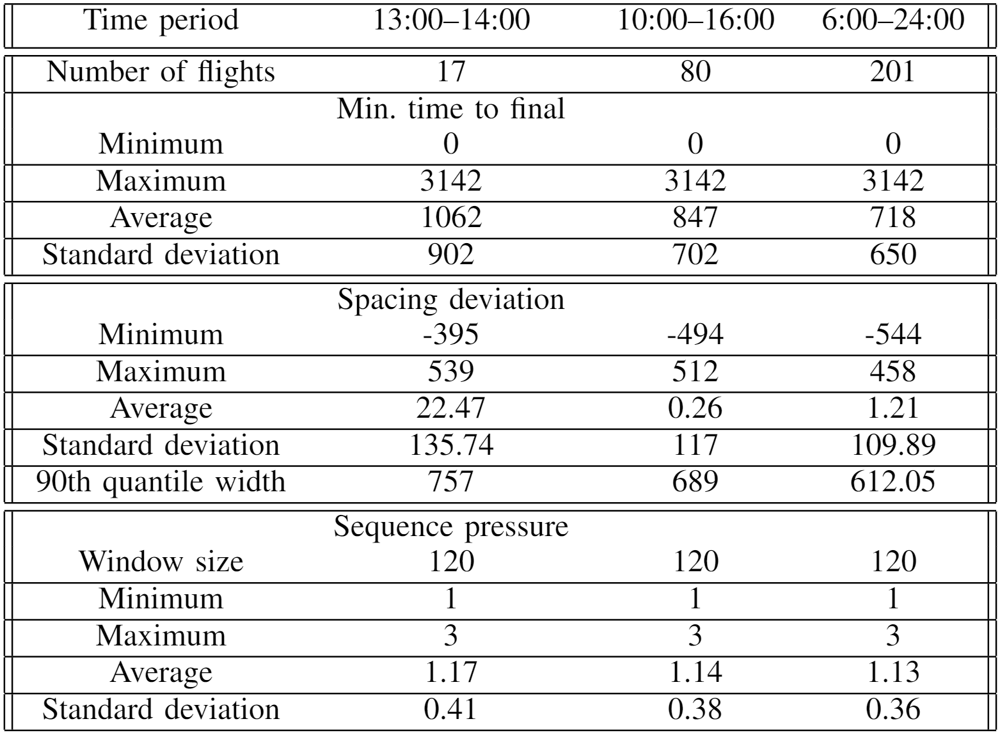 Time period 13:00–14:00 10:00–16:00 6:00–24:00
Number of flights 17 80 201
Min. time to final
Minimum 0 0 0
Maximum 3142 3142 3142
Average 1062 847 718
Standard deviation 902 702 650
Spacing deviation
Minimum -395 -494 -544
Maximum 539 512 458
Average 22.47 0.26 1.21
Standard deviation 135.74 117 109.89
90th quantile width 757 689 612.05
Sequence pressure
Window size 120 120 120
Minimum 1 1 1
Maximum 3 3 3
Average 1.17 1.14 1.13
Standard deviation 0.41 0.38 0.36